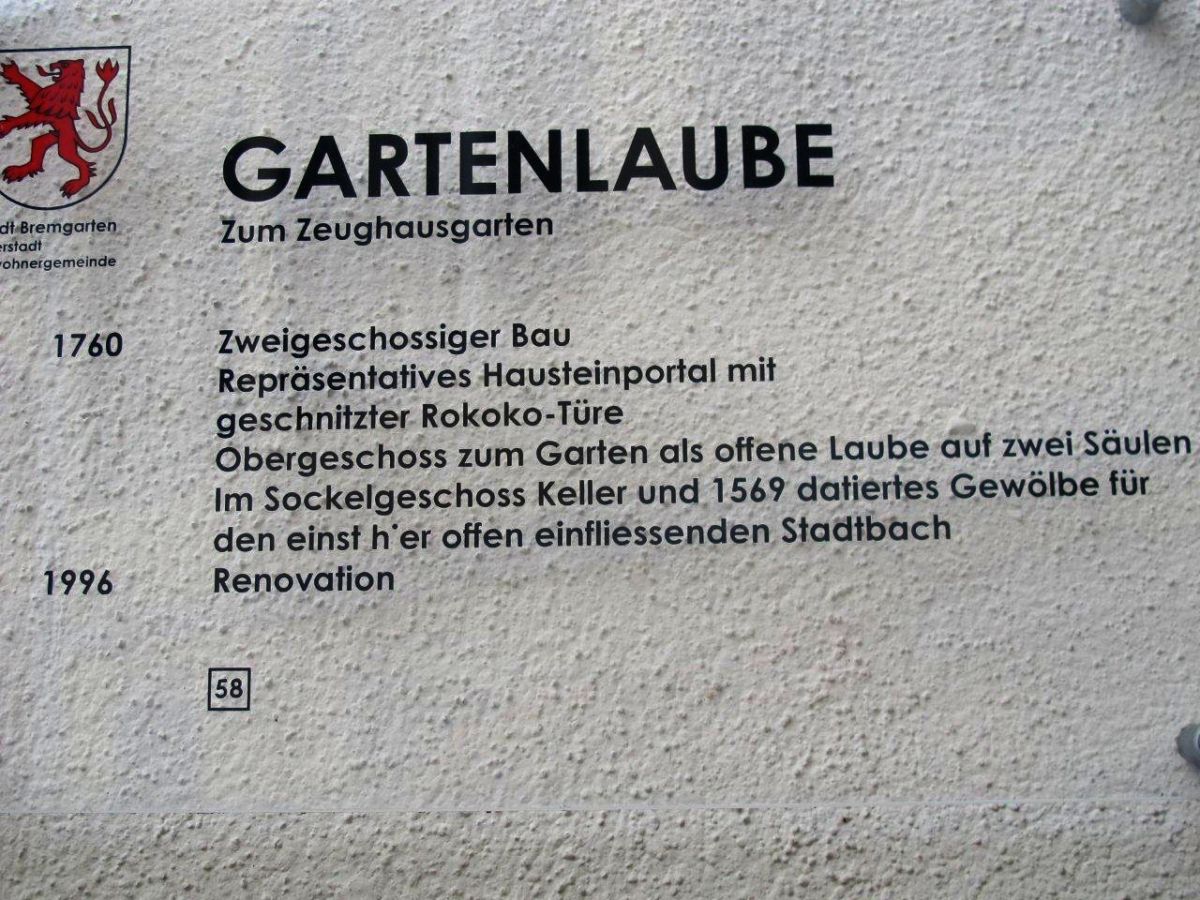 dt Bremgarten
erstadt
wohnergemeinde
GARTENLAUBE
Zum Zeughausgarten
1760 Zweigeschossiger Bau
Repräsentatives Hausteinportal mit
geschnitzter Rokoko-Türe
Obergeschoss zum Garten als offene Laube auf zwei Säulen
Im Sockelgeschoss Keller und 1569 datiertes Gewölbe für
den einst h·er offen einfliessenden Stadtbach
1996 Renovation
58